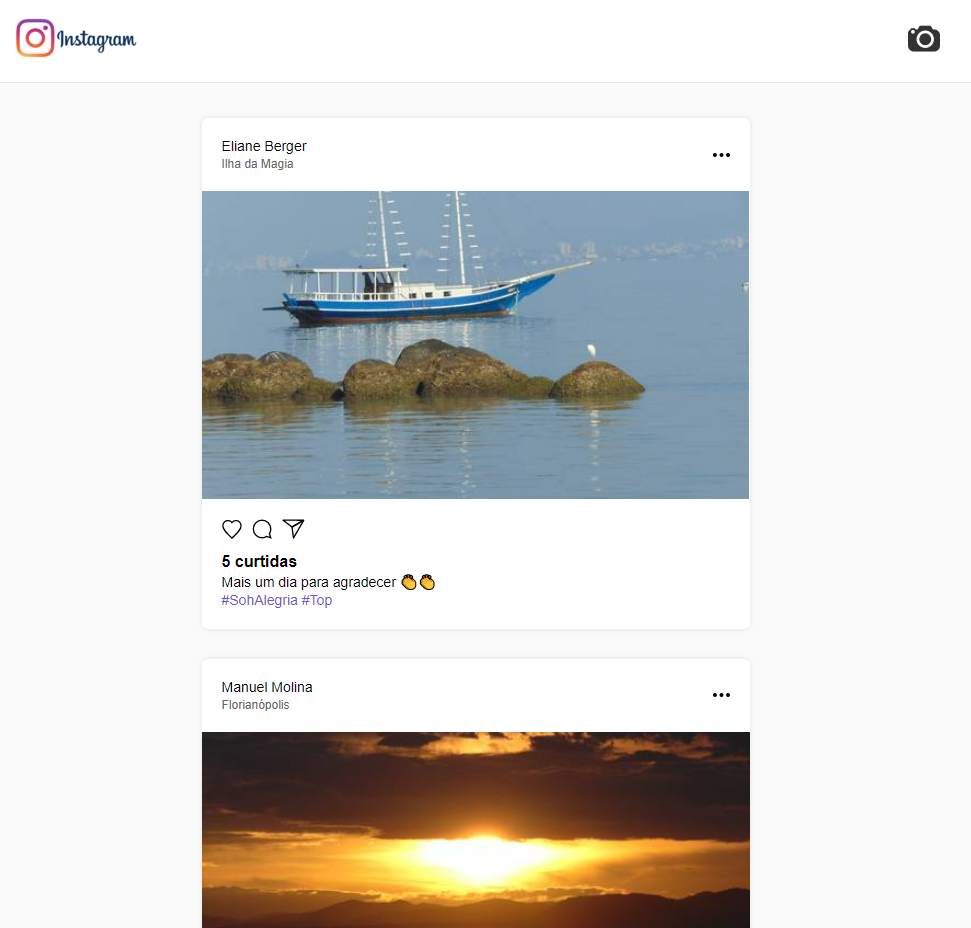 Instagram
Eliane Berger
Ilha da Magia
5 curtidas
Mais um dia para agradecer 👏👏
#SohAlegria #Top
Manuel Molina
Florianópolis